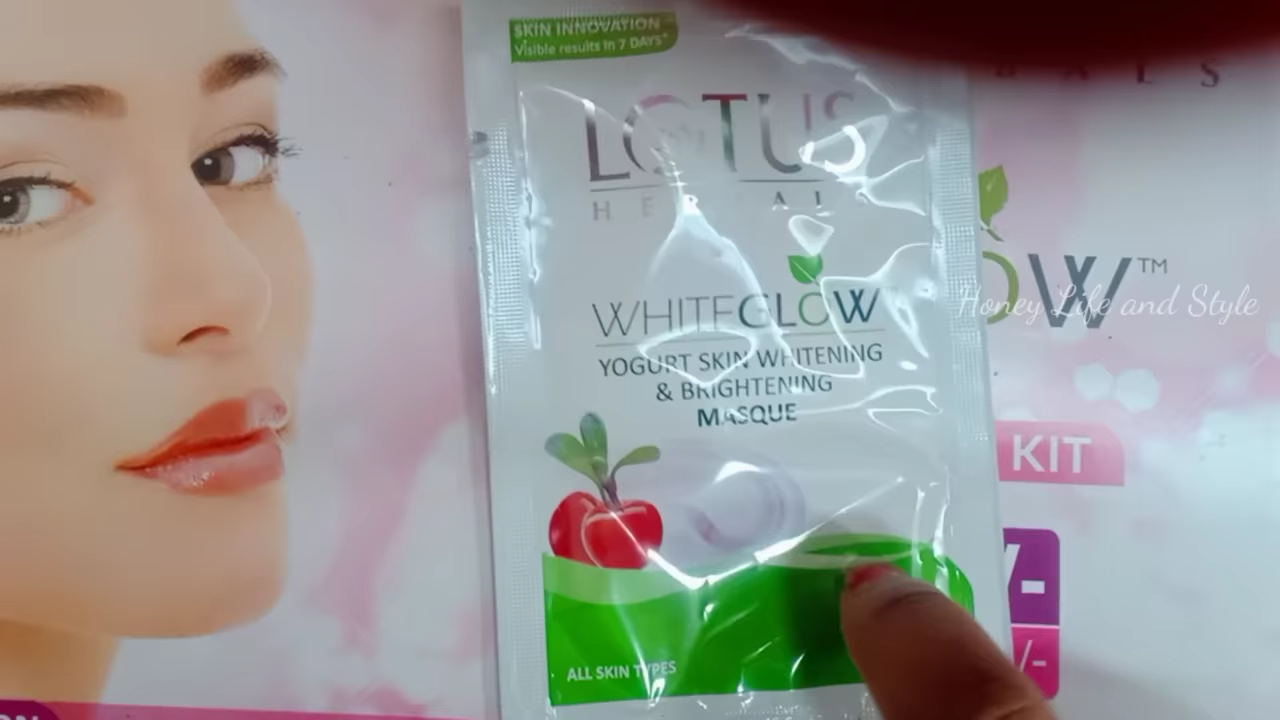 SKIN INNOVATION
Visible results in 7 DAYS*
LOTUS
WHITEGLOW
YOGURT SKIN WHITENING
& BRIGHTENING
MASQUE
ALL SKIN TYPES
OW™
Honey Life and Style
KIT
/-
/-